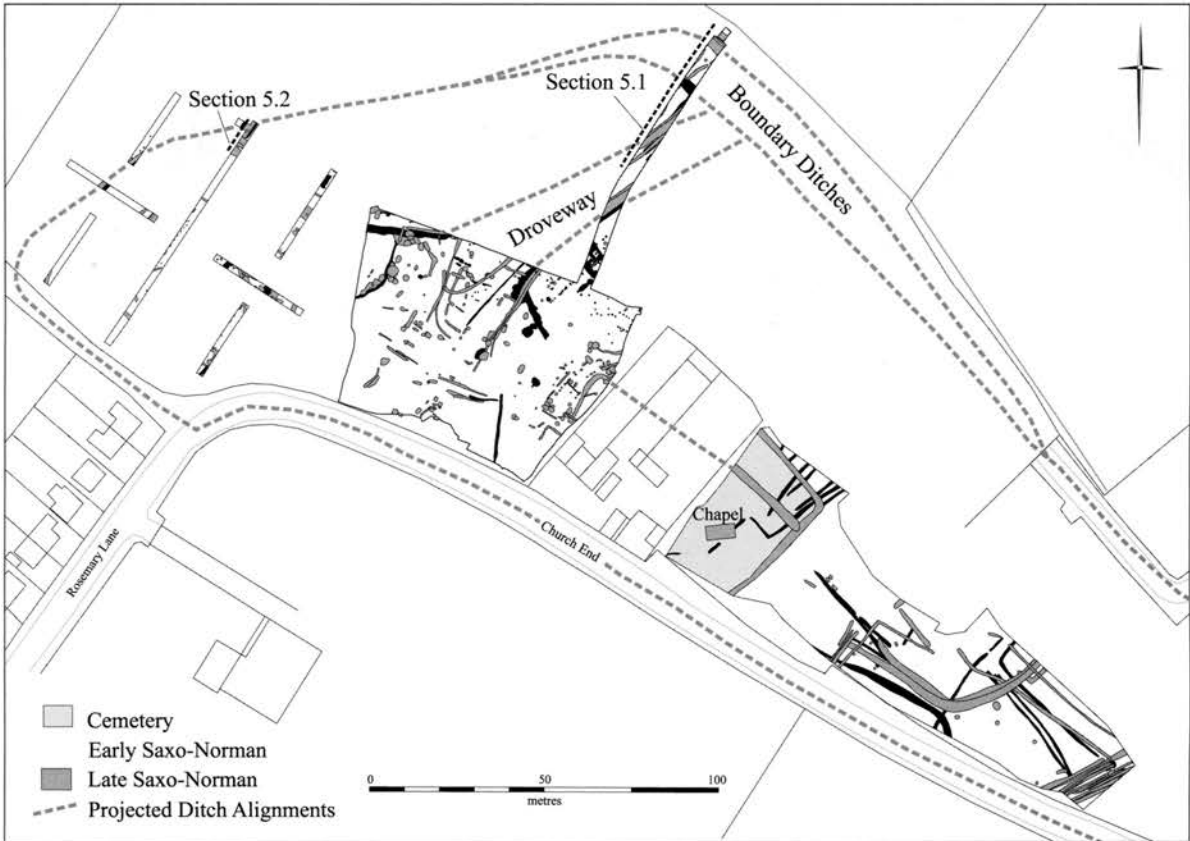 Section 5.2
Section 5.1
Boundary Ditches
Droveway
Chapel
Church End
Rosemary Lane
Cemetery
Early Saxo-Norman
Late Saxo-Norman
Projected Ditch Alignments
0 50 100
metres